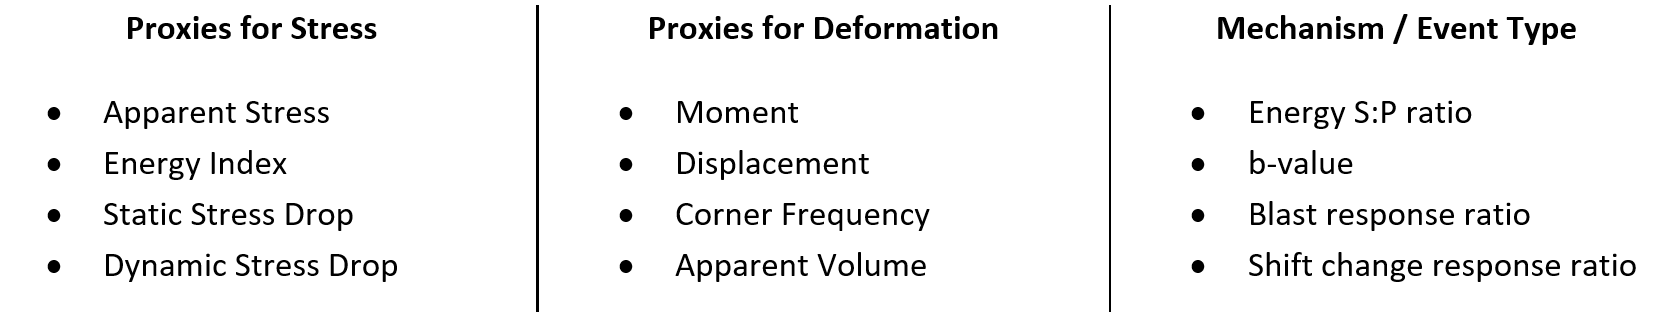 Proxies for Stress
• Apparent Stress
• Energy Index
• Static Stress Drop
• Dynamic Stress Drop
Proxies for Deformation
• Moment
• Displacement
• Corner Frequency
• Apparent Volume
Mechanism / Event Type
• Energy S:P ratio
• b-value
• Blast response ratio
• Shift change response ratio